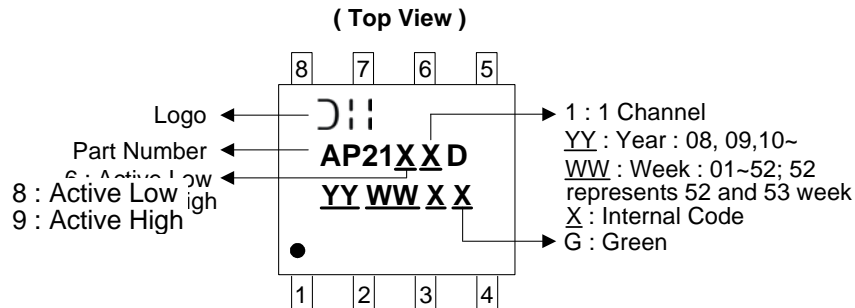 ( Top View )
8 7 6 5
Logo
Part Number
8 : Active Low
9 : Active High
AP21XXD
YY WW X X
1 : 1 Channel
YY : Year : 08, 09,10~
WW : Week : 01~52; 52
represents 52 and 53 week
X : Internal Code
G : Green
1 2 3 4